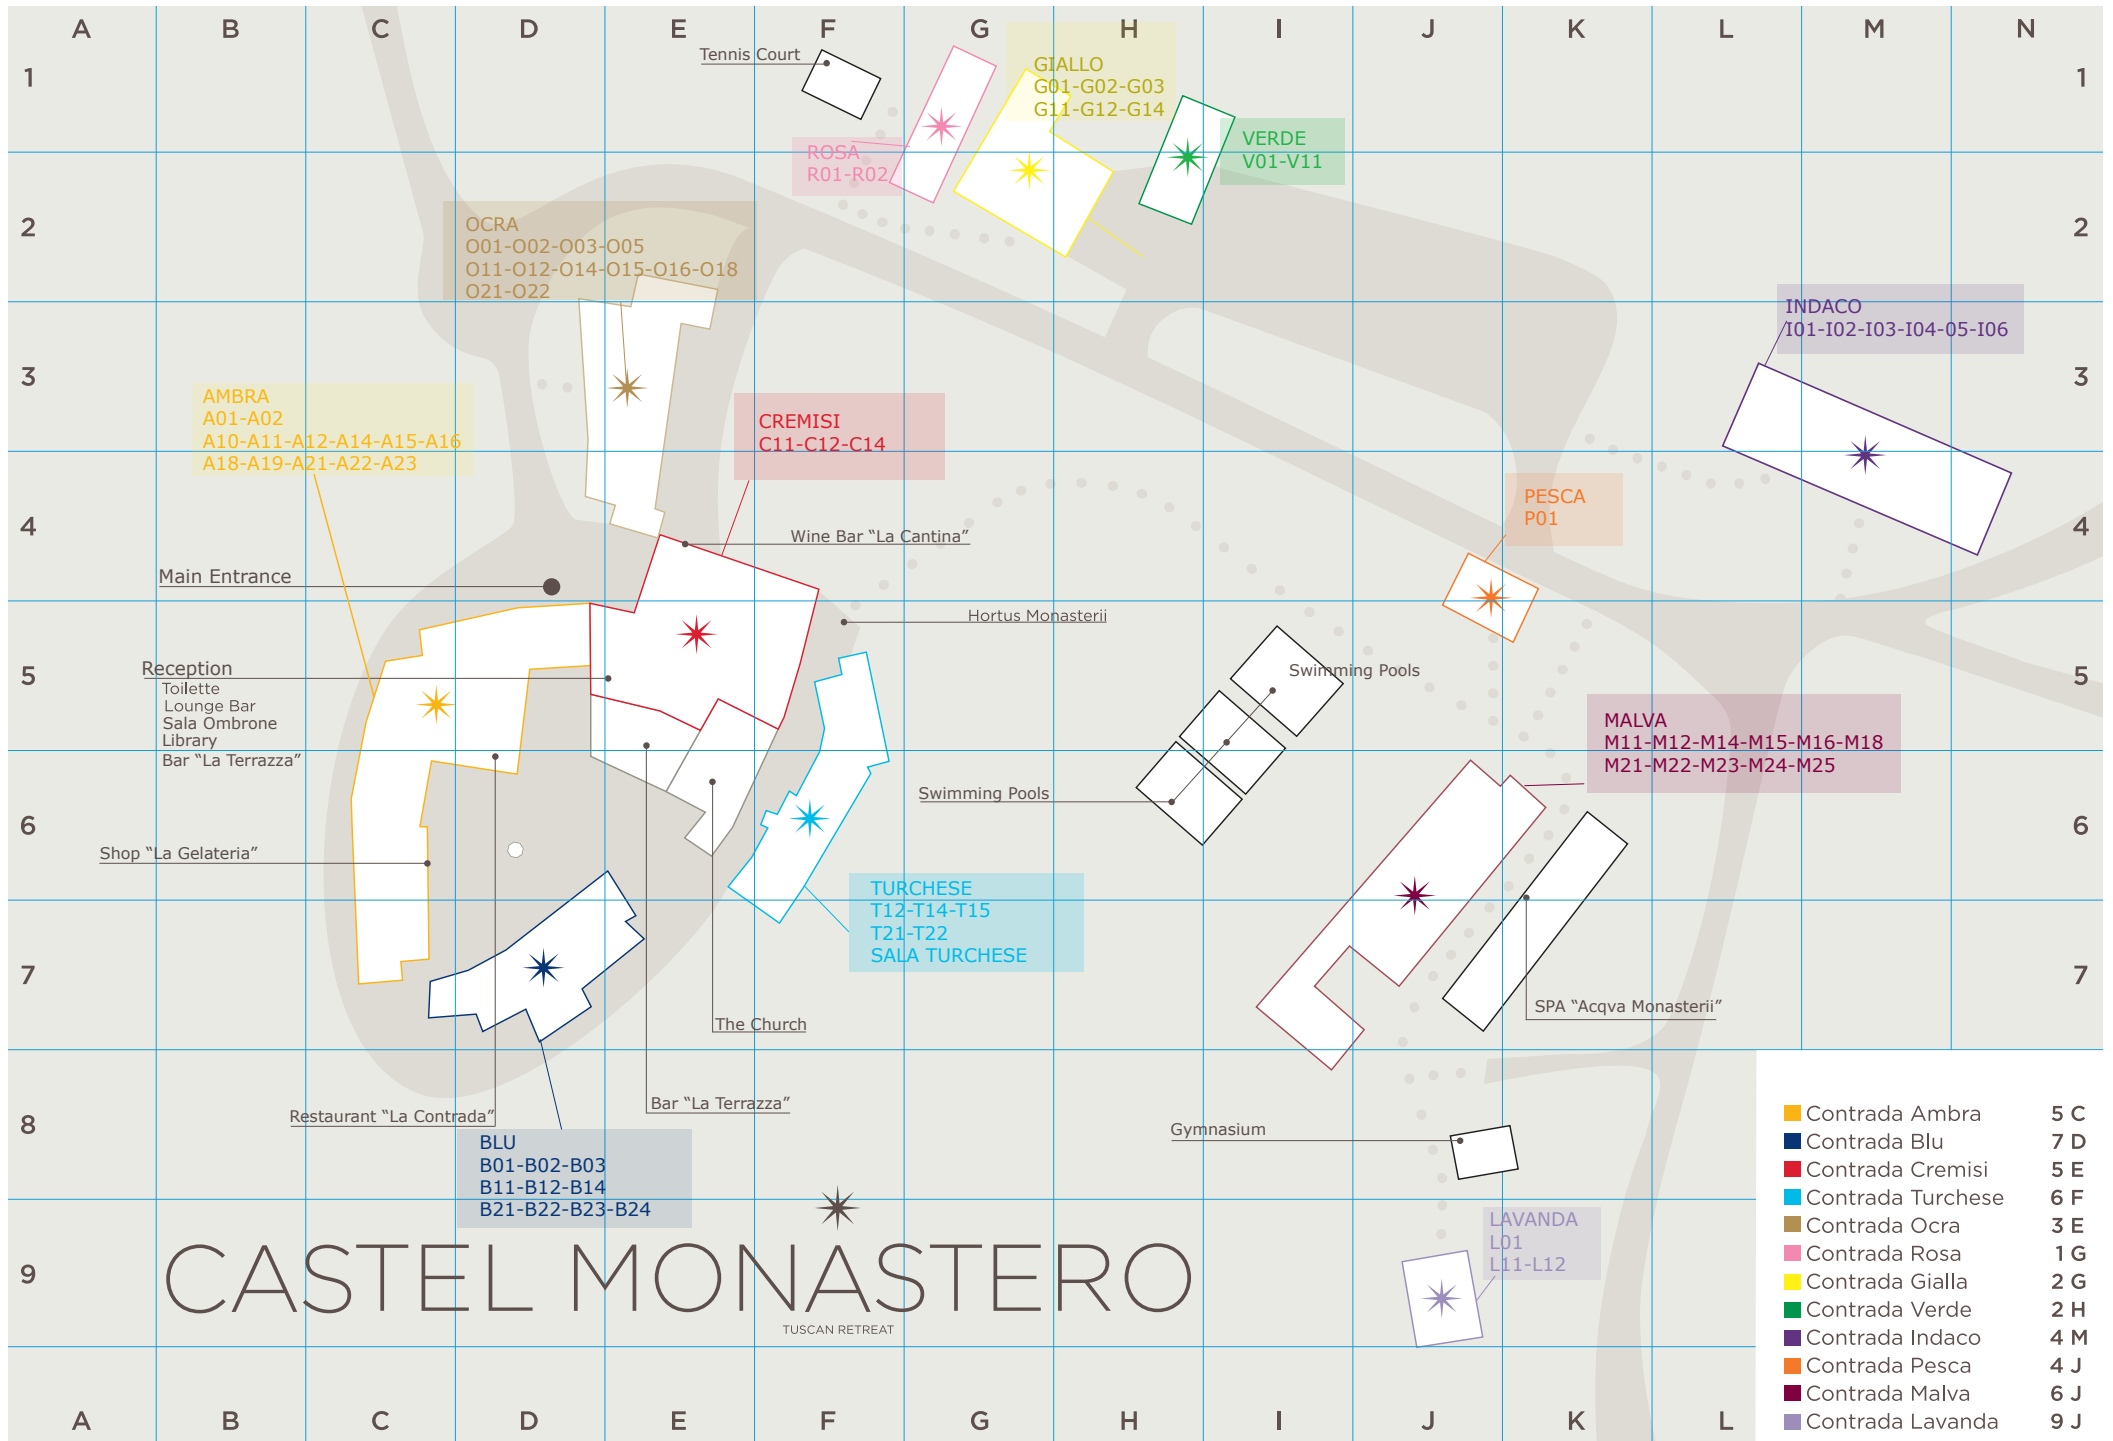 A B C D E F G H I J K L M N
1 1
2 2
3 3
4 4
5 5
6 6
7 7
8
9
Tennis Court
GIALLO
G01-G02-G03
G11-G12-G14
ROSA
R01-R02
VERDE
V01-V11
OCRA
O01-O02-O03-O05
O11-O12-O14-O15-O16-O18
O21-O22
INDACO
I01-I02-I03-I04-05-I06
AMBRA
A01-A02
A10-A11-A12-A14-A15-A16
A18-A19-A21-A22-A23
CREMISI
C11-C12-C14
PESCA
P01
Wine Bar “La Cantina”
Main Entrance
Hortus Monasterii
Reception
Toilette
Lounge Bar
Sala Ombrone
Library
Bar “La Terrazza”
Swimming Pools
MALVA
M11-M12-M14-M15-M16-M18
M21-M22-M23-M24-M25
Swimming Pools
Shop “La Gelateria”
TURCHESE
T12-T14-T15
T21-T22
SALA TURCHESE
SPA “Acqva Monasterii”
The Church
Bar “La Terrazza”
Restaurant “La Contrada”
Gymnasium
BLU
B01-B02-B03
B11-B12-B14
B21-B22-B23-B24
LAVANDA
L01
L11-L12
CASTEL MONASTERO
TUSCAN RETREAT
Contrada Ambra 5 C
Contrada Blu 7 D
Contrada Cremisi 5 E
Contrada Turchese 6 F
Contrada Ocra 3 E
Contrada Rosa 1 G
Contrada Gialla 2 G
Contrada Verde 2 H
Contrada Indaco 4 M
Contrada Pesca 4 J
Contrada Malva 6 J
Contrada Lavanda 9 J
A B C D E F G H I J K L